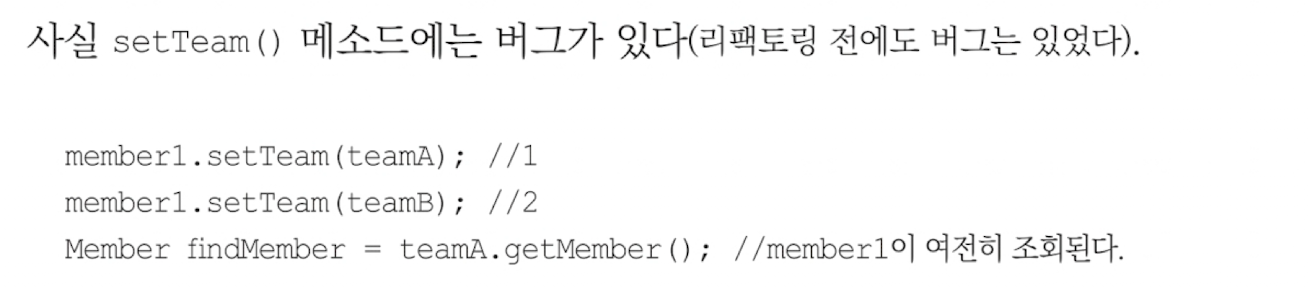 사실 setTeam() 메소드에는 버그가 있다(리팩토링 전에도 버그는 있었다).
member1.setTeam(teamA); //1
member1.setTeam(teamB); //2
Member findMember = teamA.getMember(); //member1이 여전히 조회된다.